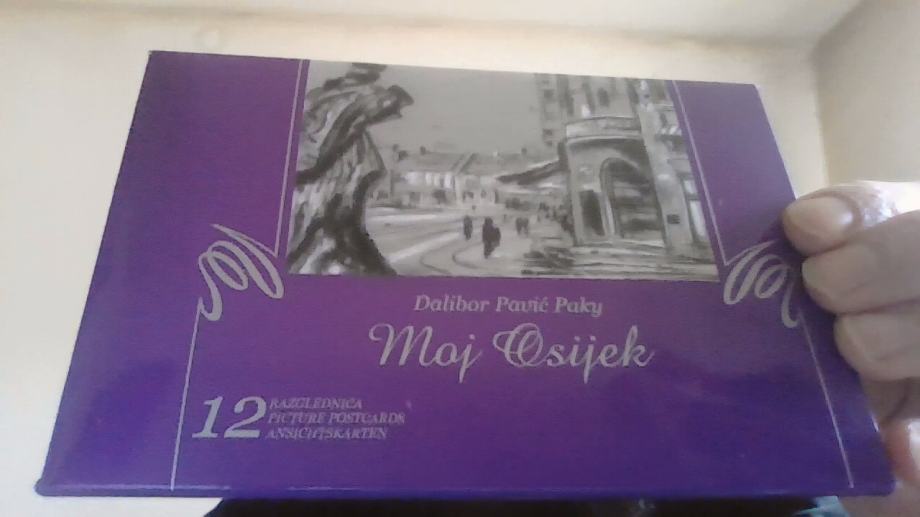 Dalibor Pavić Paky
Moj Osijek
12 RAZGLEDNICA
PICTURE POSTCARDS
ANSICHTSKARTEN